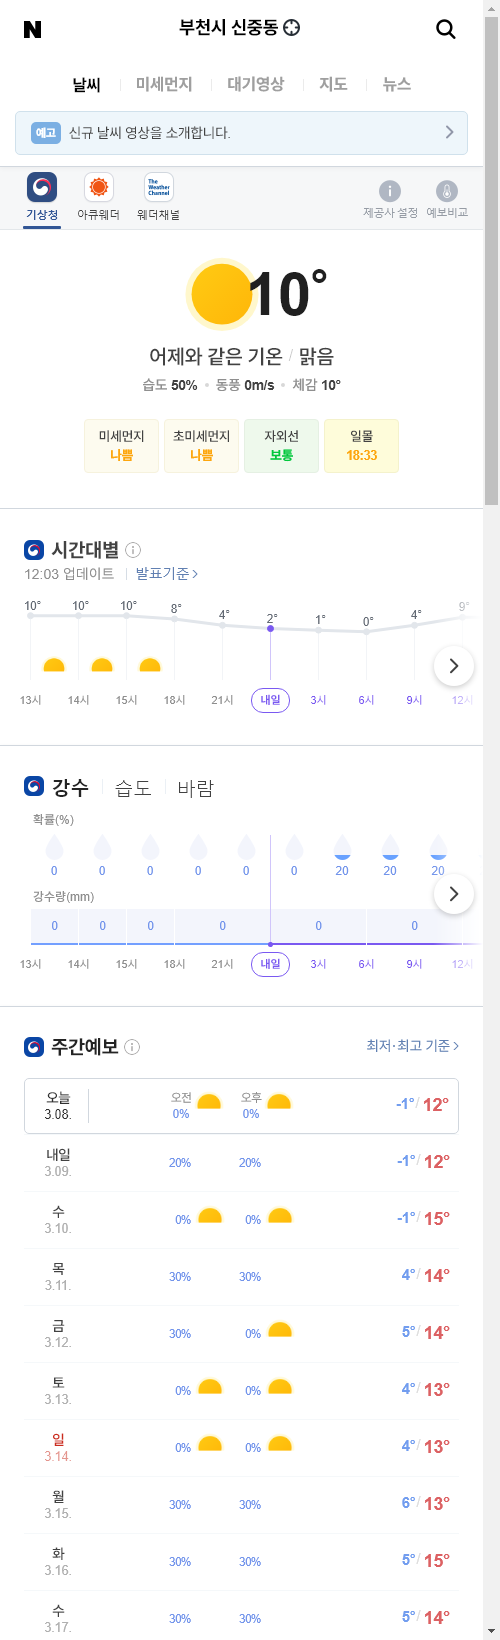 N
부천시 신중동
날씨 미세먼지 대기영상 지도 뉴스
예고 신규 날씨 영상을 소개합니다.
The Weather Channel
기상청 아큐웨더 웨더채널 제공사 설정 예보비교
10°
어제와 같은 기온 / 맑음
습도 50% 동풍 0m/s 체감 10°
미세먼지 초미세먼지 자외선 일몰
나쁨 나쁨 보통 18:33
시간대별
12:03 업데이트 발표기준
10° 10° 10° 8° 4° 2° 1° 0° 4° 9°
13시 14시 15시 18시 21시 내일 3시 6시 9시 12시
강수 습도 바람
확률(%)
0 0 0 0 0 0 20 20 20
강수량(mm)
0 0 0 0 0 0
13시 14시 15시 18시 21시 내일 3시 6시 9시 12시
주간예보 최저·최고 기준
오늘 3.08. 오전 0% 오후 0% -1° / 12°
내일 3.09. 20% 20% -1° / 12°
수 3.10. 0% 0% -1° / 15°
목 3.11. 30% 30% 4° / 14°
금 3.12. 30% 0% 5° / 14°
토 3.13. 0% 0% 4° / 13°
일 3.14. 0% 0% 4° / 13°
월 3.15. 30% 30% 6° / 13°
화 3.16. 30% 30% 5° / 15°
수 3.17. 30% 30% 5° / 14°